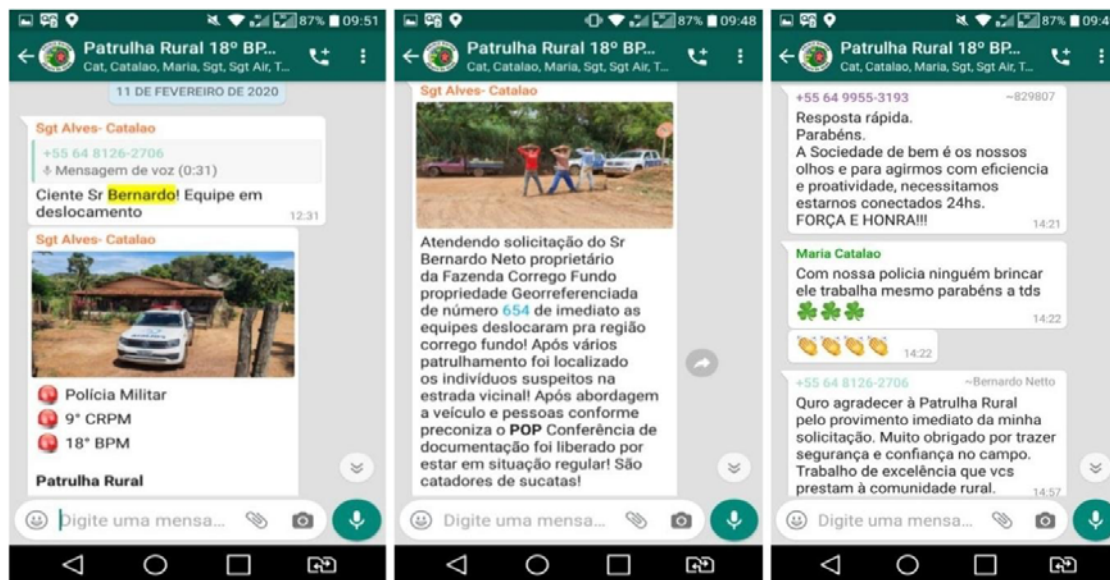 87% 09:51
Patrulha Rural 18º BP...
Cat, Catalao, Maria, Sgt, Sgt Air, T...
11 DE FEVEREIRO DE 2020
Sgt Alves- Catalao
+55 64 8126-2706
Mensagem de voz (0:31)
Ciente Sr Bernardo! Equipe em
deslocamento
12:31
Sgt Alves- Catalao
Polícia Militar
9° CRPM
18° BPM
Patrulha Rural
Digite uma mensa...
87% 09:48
Patrulha Rural 18º BP...
Cat, Catalao, Maria, Sgt, Sgt Air, T...
Sgt Alves- Catalao
Atendendo solicitação do Sr
Bernardo Neto proprietário
da Fazenda Corrego Fundo
propriedade Georreferenciada
de número 654 de imediato as
equipes deslocaram pra região
corrego fundo! Após vários
patrulhamento foi localizado
os indivíduos suspeitos na
estrada vicinal! Após abordagem
a veículo e pessoas conforme
preconiza o POP Conferência de
documentação foi liberado por
estar em situação regular! São
catadores de sucatas!
Digite uma mensa...
87% 09:4
Patrulha Rural 18º BP...
Cat, Catalao, Maria, Sgt, Sgt Air, T...
+55 64 9955-3193 ~829807
Resposta rápida.
Parabéns.
A Sociedade de bem é os nossos
olhos e para agirmos com eficiencia
e proatividade, necessitamos
estarnos conectados 24hs.
FORÇA E HONRA!!!
14:21
Maria Catalao
Com nossa policia ninguém brincar
ele trabalha mesmo parabéns a tds
14:22
14:22
+55 64 8126-2706 ~Bernardo Netto
Quro agradecer à Patrulha Rural
pelo provimento imediato da minha
solicitação. Muito obrigado por trazer
segurança e confiança no campo.
Trabalho de excelência que vcs
prestam à comunidade rural.
14:57
Digite uma mensa...